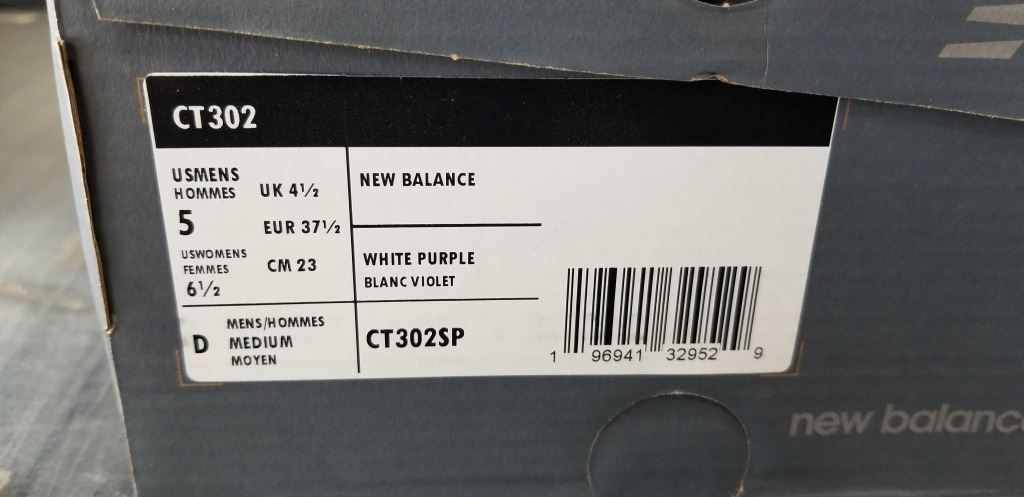 CT302
USMENS
HOMMES
5
UK 4½
EUR 37½
USWOMENS
FEMMES
6½
CM 23
NEW BALANCE
WHITE PURPLE
BLANC VIOLET
D
MENS/HOMMES
MEDIUM
MOYEN
CT302SP
1 96941 32952 9
new balanc